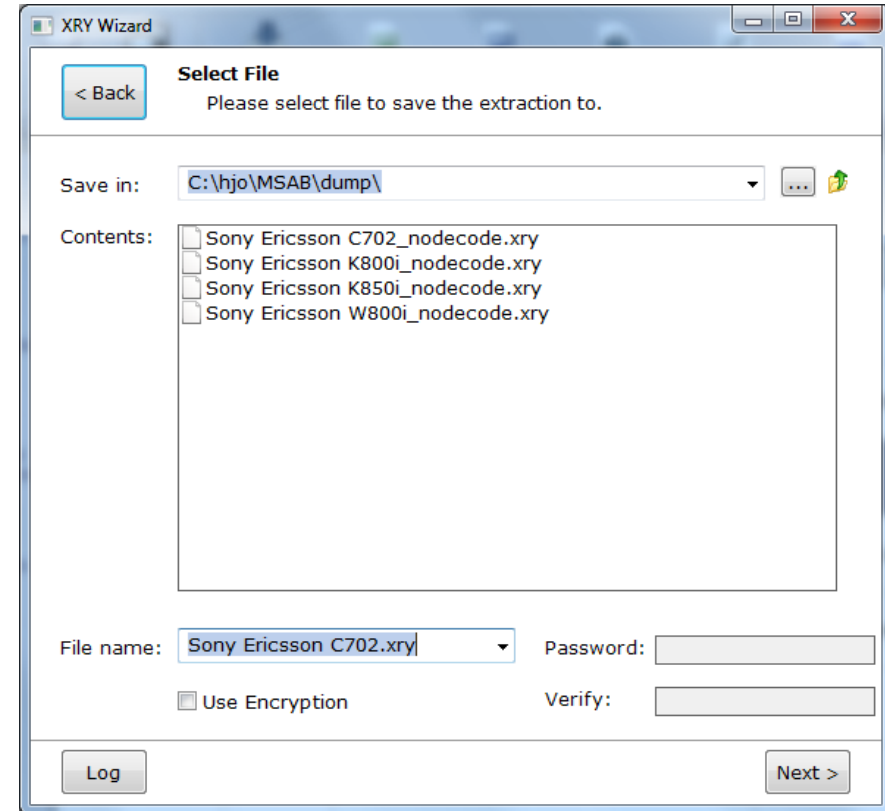 XRY Wizard
< Back
Select File
Please select file to save the extraction to.
Save in:
C:\hjo\MSAB\dump\
...
Contents:
Sony Ericsson C702_nodecode.xry
Sony Ericsson K800i_nodecode.xry
Sony Ericsson K850i_nodecode.xry
Sony Ericsson W800i_nodecode.xry
File name:
Sony Ericsson C702.xry
Password:
Use Encryption
Verify:
Log
Next >